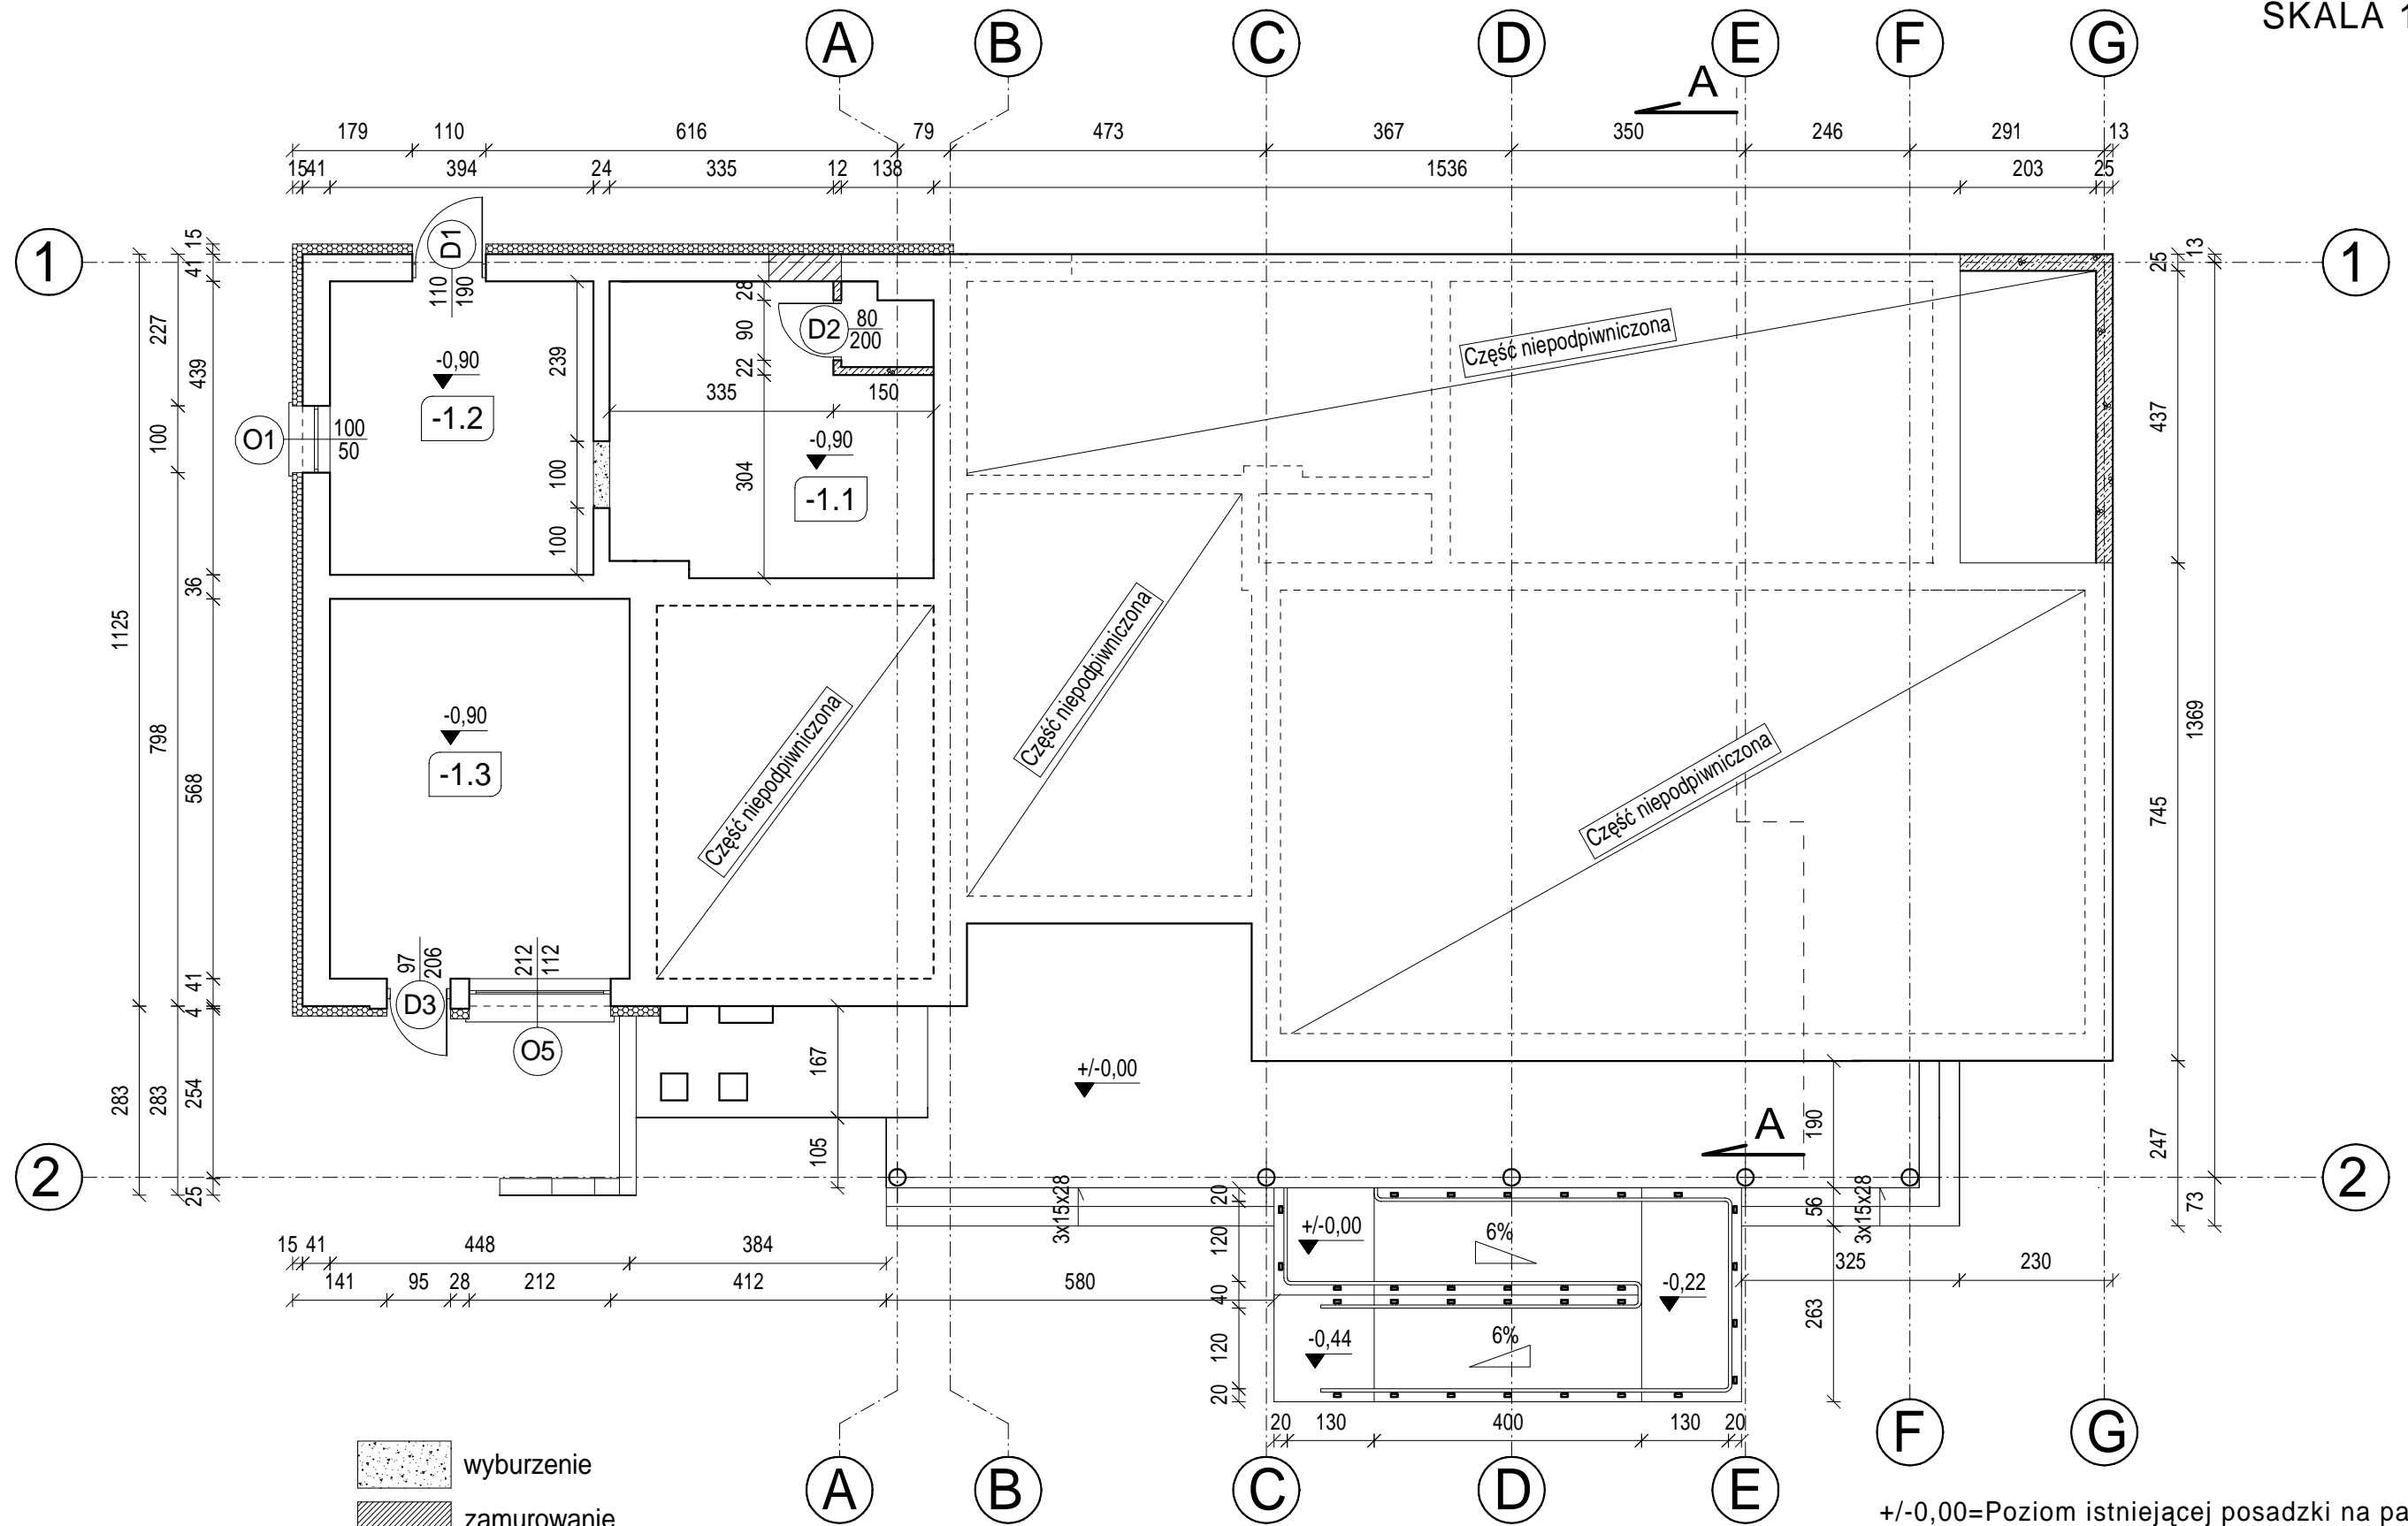 SKALA 1
A B C D E F G
A
179 110 616 79 473 367 350 246 291 13
15 41 394 24 335 12 138 1536 203 25
1 1
15
41
D1
110
190
28
25
13
227
439
239
90
D2
80
200
22
Część niepodpiwniczona
-0,90
-1.2
335 150
O1
100
50
100
437
-0,90
-1.1
100
304
100
36
1125
798
568
Część niepodpiwniczona
-0,90
-1.3
Część niepodpiwniczona
Część niepodpiwniczona
1369
745
97
206
212
112
41
4
D3
O5
283
283
254
167
+/-0,00
190
A
247
105
2 2
25
3x15x28
20
56
3x15x28
73
+/-0,00
6%
120
15 41 448 384
325 230
141 95 28 212 412 580
40
-0,22
263
-0,44
6%
120
20
20 130 400 130 20
F G
wyburzenie
A B C D E
zamurowanie
+/-0,00=Poziom istniejącej posadzki na pa